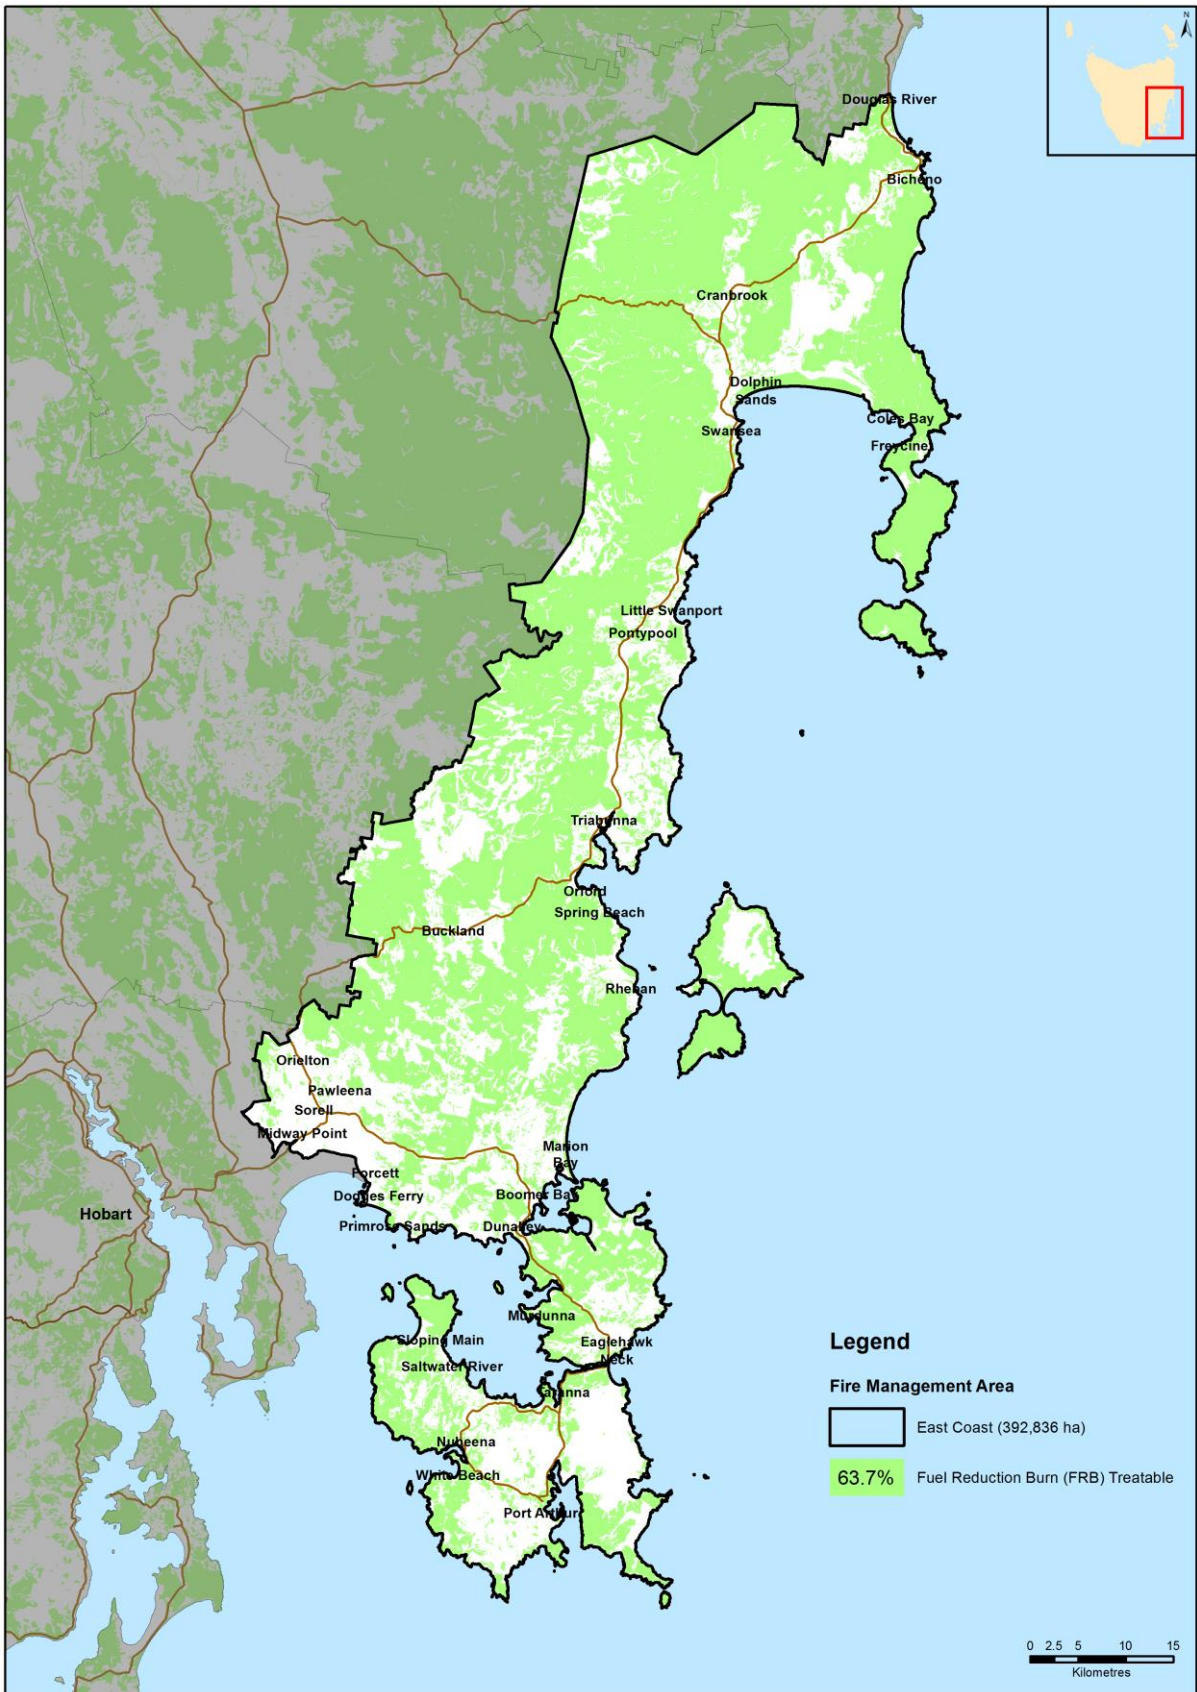 N
Douglas River
Bicheno
Cranbrook
Dolphin
Sands
Swansea
Coles Bay
Freycinet
Little Swanport
Pontypool
Triabunna
Orford
Spring Beach
Buckland
Rheban
Orielton
Pawleena
Sorell
Midway Point
Marion
Bay
Forcett
Dodges Ferry
Boomer Bay
Hobart
Primrose Sands
Dunalley
Murdunna
Sloping Main
Eaglehawk
Neck
Saltwater River
Taranna
Nubeena
White Beach
Port Arthur
Legend
Fire Management Area
East Coast (392,836 ha)
63.7% Fuel Reduction Burn (FRB) Treatable
0 2.5 5 10 15
Kilometres